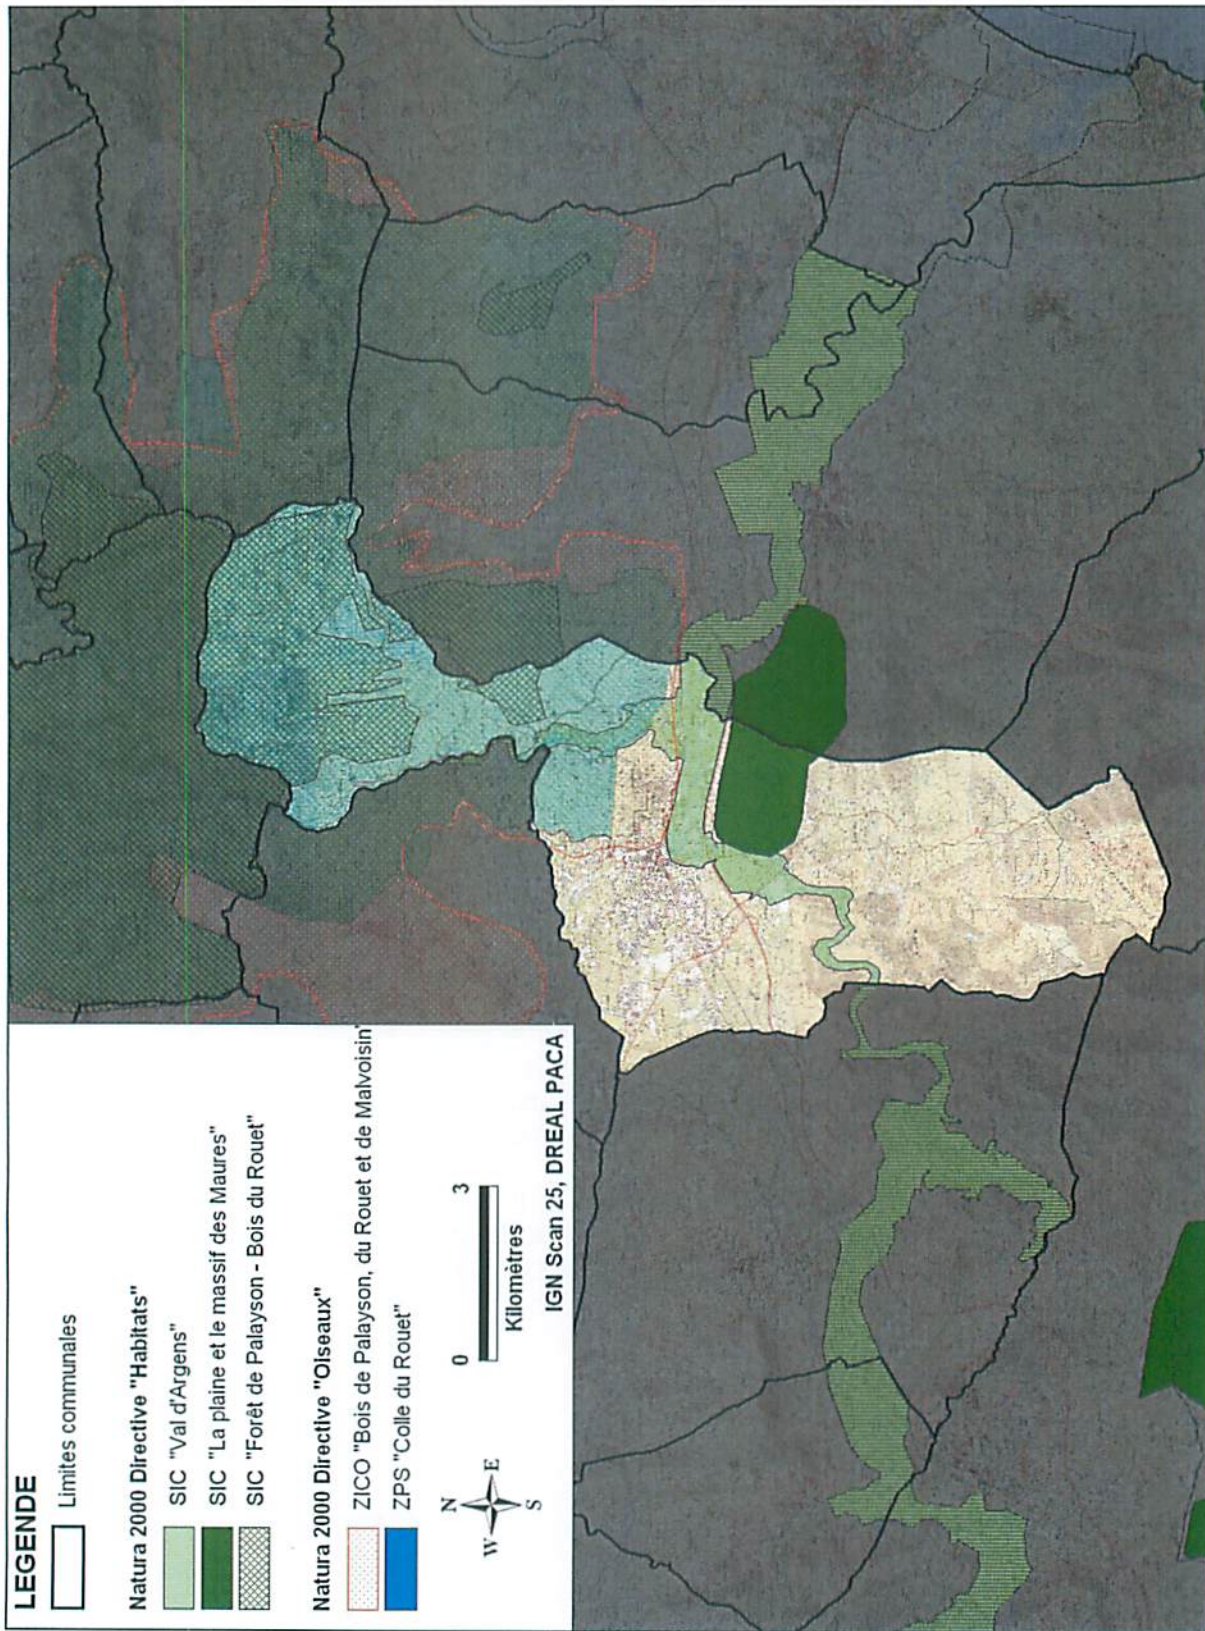 LEGENDE
Limites communales
Natura 2000 Directive "Habitats"
SIC "Val d'Argens"
SIC "La plaine et le massif des Maures"
SIC "Forêt de Palayson - Bois du Rouet"
Natura 2000 Directive "Oiseaux"
ZICO "Bois de Palayson, du Rouet et de Malvoisin"
ZPS "Colle du Rouet"
N
W E
S
0 3
Kilomètres
IGN Scan 25, DREAL PACA